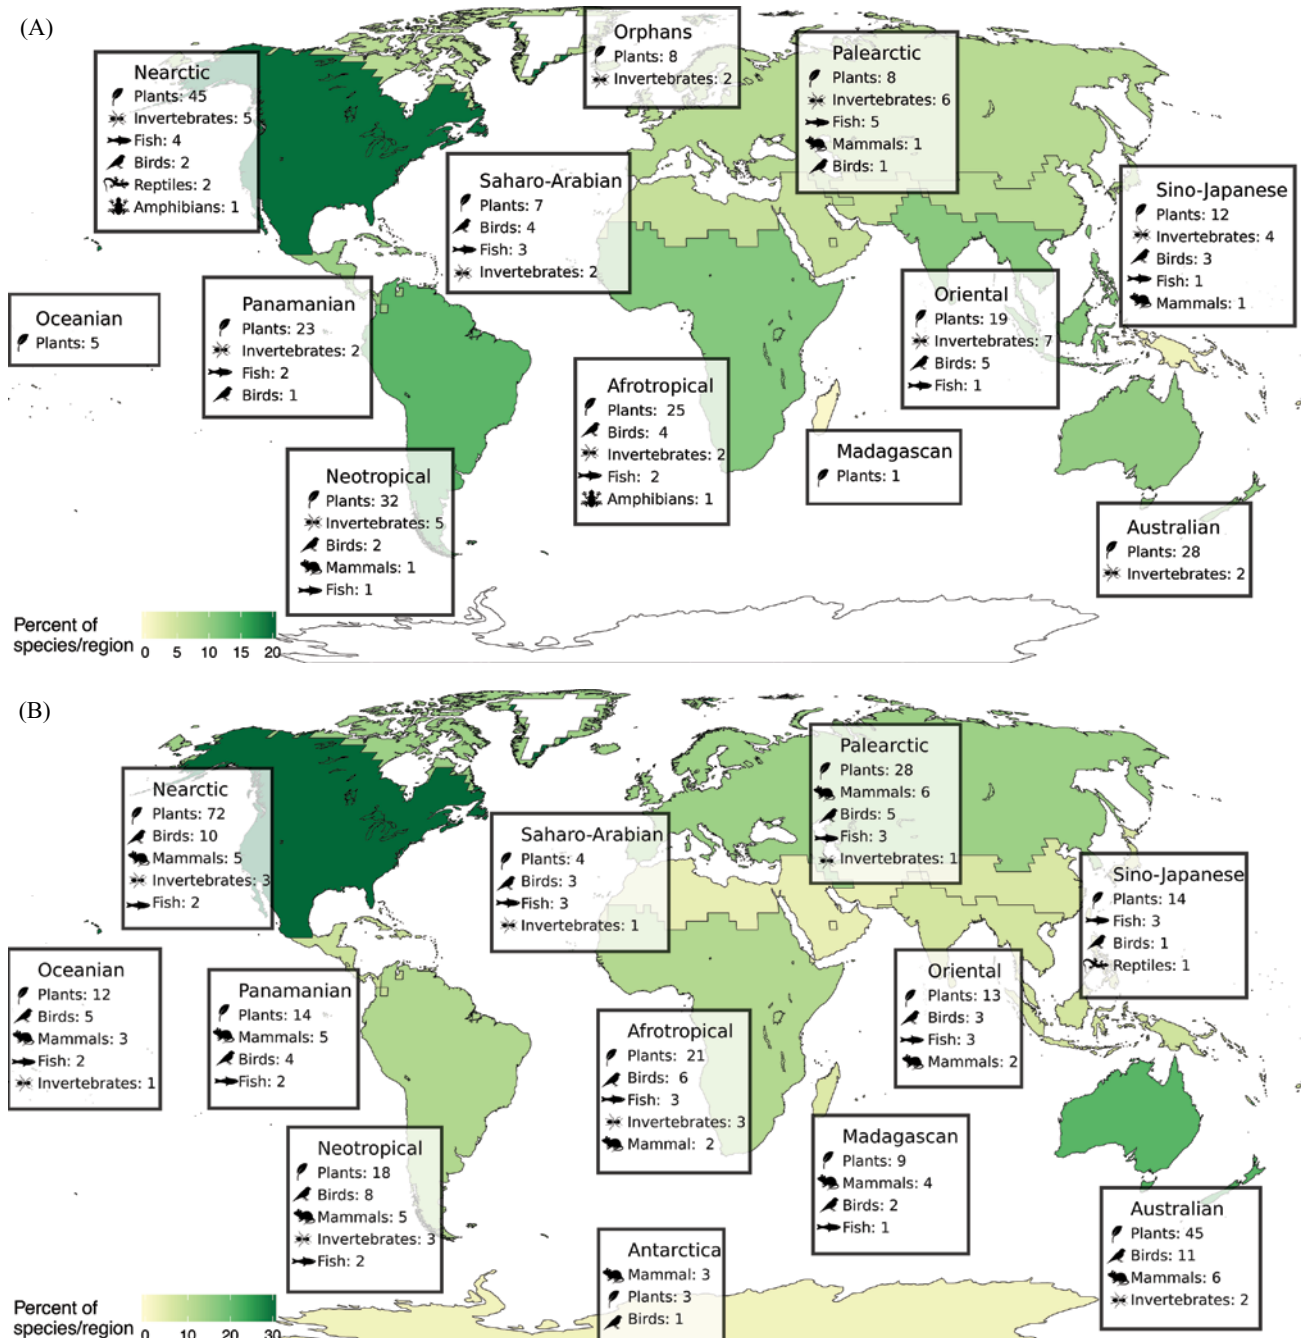 (A)
Nearctic
Plants: 45
Invertebrates: 5
Fish: 4
Birds: 2
Reptiles: 2
Amphibians: 1
Orphans
Plants: 8
Invertebrates: 2
Palearctic
Plants: 8
Invertebrates: 6
Fish: 5
Mammals: 1
Birds: 1
Saharo-Arabian
Plants: 7
Birds: 4
Fish: 3
Invertebrates: 2
Sino-Japanese
Plants: 12
Invertebrates: 4
Birds: 3
Fish: 1
Mammals: 1
Oceanian
Plants: 5
Panamanian
Plants: 23
Invertebrates: 2
Fish: 2
Birds: 1
Oriental
Plants: 19
Invertebrates: 7
Birds: 5
Fish: 1
Afrotropical
Plants: 25
Birds: 4
Invertebrates: 2
Fish: 2
Amphibians: 1
Madagascan
Plants: 1
Neotropical
Plants: 32
Invertebrates: 5
Birds: 2
Mammals: 1
Fish: 1
Australian
Plants: 28
Invertebrates: 2
Percent of
species/region
0 5 10 15 20
(B)
Nearctic
Plants: 72
Birds: 10
Mammals: 5
Invertebrates: 3
Fish: 2
Palearctic
Plants: 28
Mammals: 6
Birds: 5
Fish: 3
Invertebrates: 1
Saharo-Arabian
Plants: 4
Birds: 3
Fish: 3
Invertebrates: 1
Sino-Japanese
Plants: 14
Fish: 3
Birds: 1
Reptiles: 1
Oceanian
Plants: 12
Birds: 5
Mammals: 3
Fish: 2
Invertebrates: 1
Panamanian
Plants: 14
Mammals: 5
Birds: 4
Fish: 2
Oriental
Plants: 13
Birds: 3
Fish: 3
Mammals: 2
Afrotropical
Plants: 21
Birds: 6
Fish: 3
Invertebrates: 3
Mammal: 2
Madagascan
Plants: 9
Mammals: 4
Birds: 2
Fish: 1
Neotropical
Plants: 18
Birds: 8
Mammals: 5
Invertebrates: 3
Fish: 2
Australian
Plants: 45
Birds: 11
Mammals: 6
Invertebrates: 2
Antarctica
Mammal: 3
Plants: 3
Birds: 1
Percent of
species/region
0 10 20 30